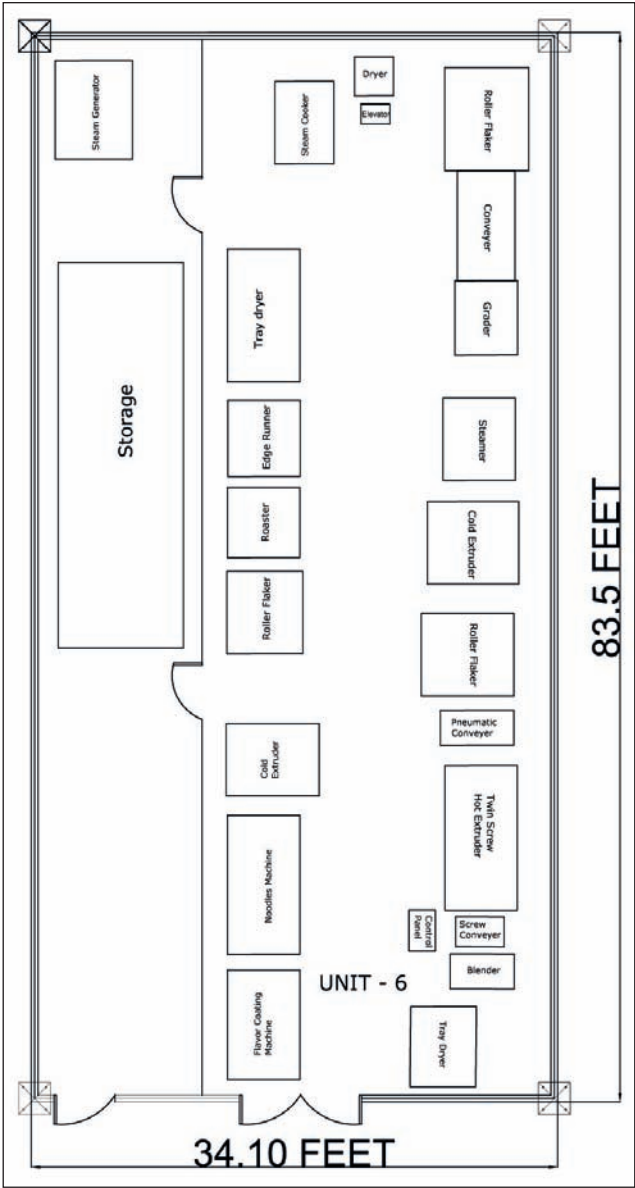 Dryer
Elevator
Steam Generator
Steam Cooker
Roller Flaker
Conveyer
Grader
Tray dryer
Storage
Edge Runner
Steamer
Roaster
Cold Extruder
Roller Flaker
Roller Flaker
83.5 FEET
Pneumatic
Conveyer
Cold
Extruder
Twin Screw
Hot Extruder
Noodles Machine
Control
Panel
Screw
Conveyer
Blender
UNIT - 6
Flavor Coating
Machine
Tray Dryer
34.10 FEET